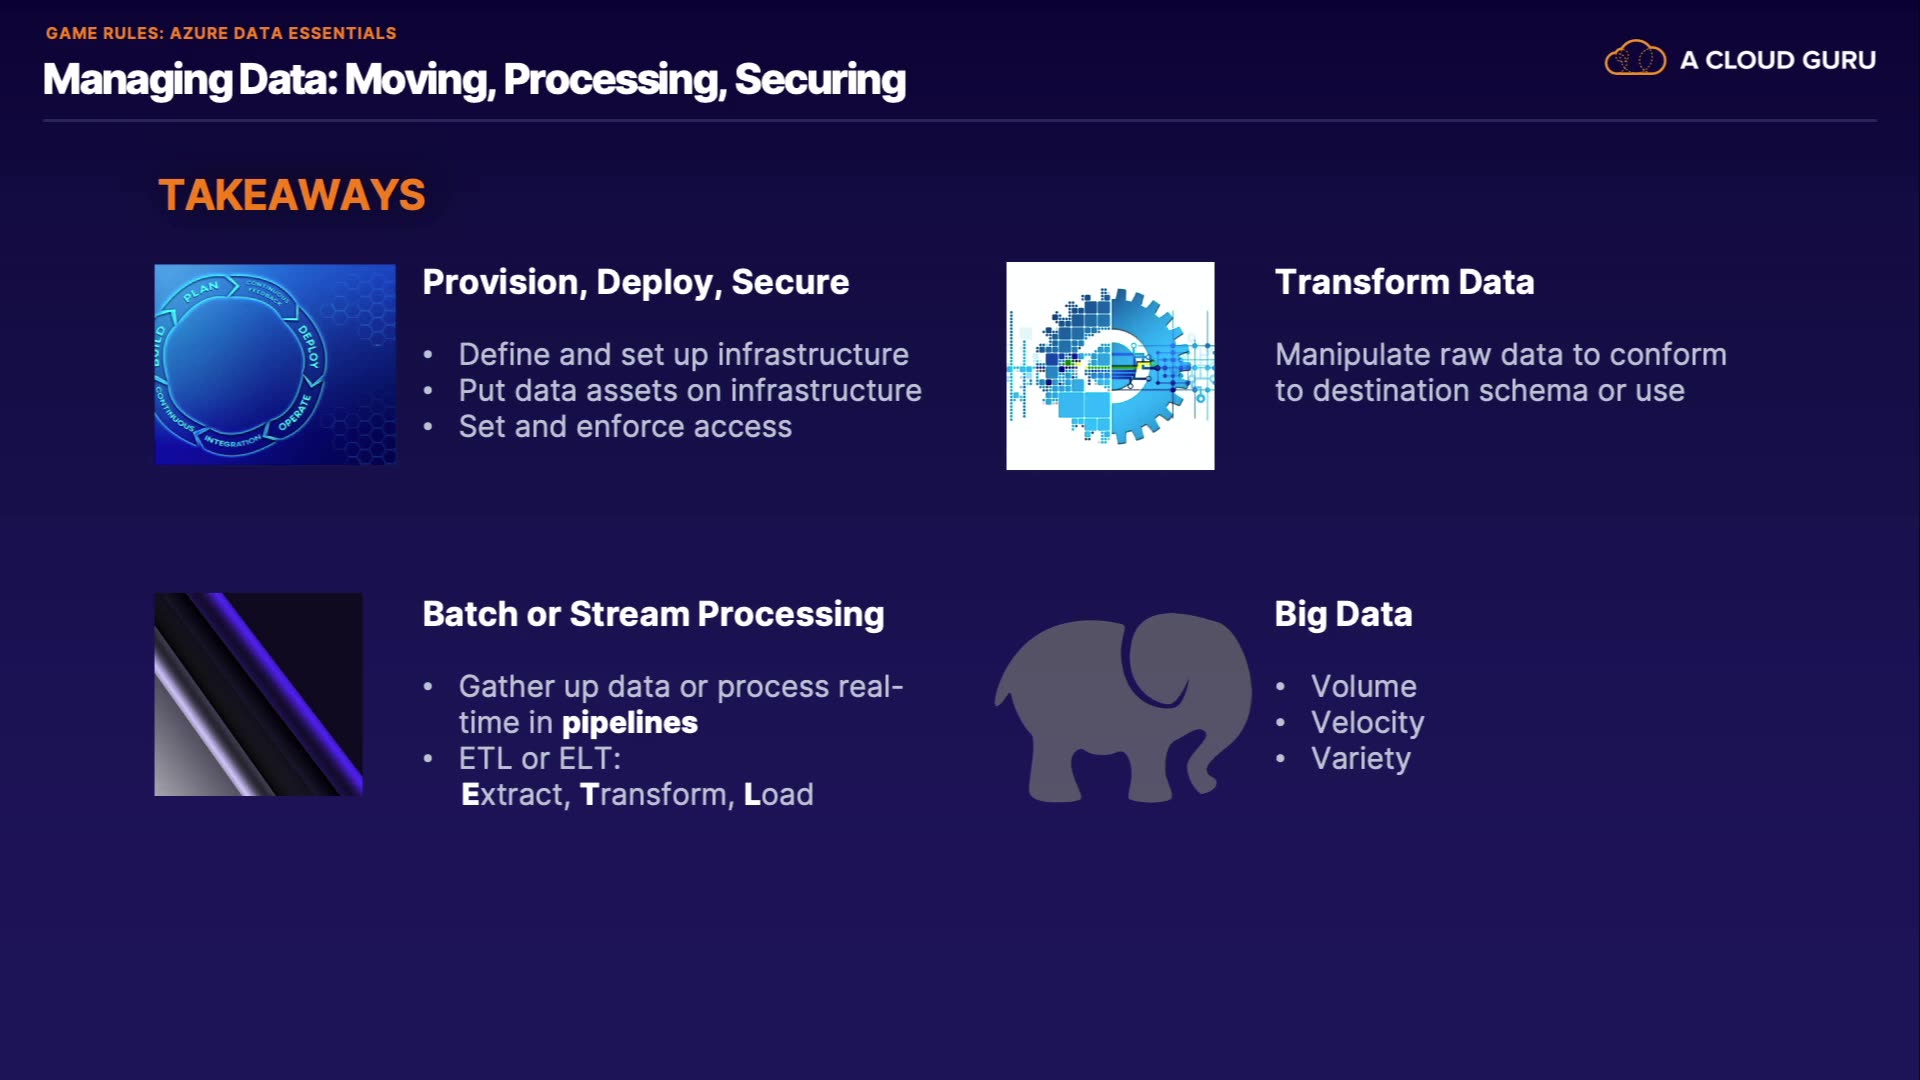 GAME RULES: AZURE DATA ESSENTIALS
Managing Data: Moving, Processing, Securing
A CLOUD GURU
TAKEAWAYS
PLAN
CONTINUOUS
FEEDBACK
DEPLOY
OPERATE
INTEGRATION
CONTINUOUS
BUILD
Provision, Deploy, Secure
• Define and set up infrastructure
• Put data assets on infrastructure
• Set and enforce access
Transform Data
Manipulate raw data to conform
to destination schema or use
Batch or Stream Processing
• Gather up data or process real-
time in pipelines
• ETL or ELT:
Extract, Transform, Load
Big Data
• Volume
• Velocity
• Variety